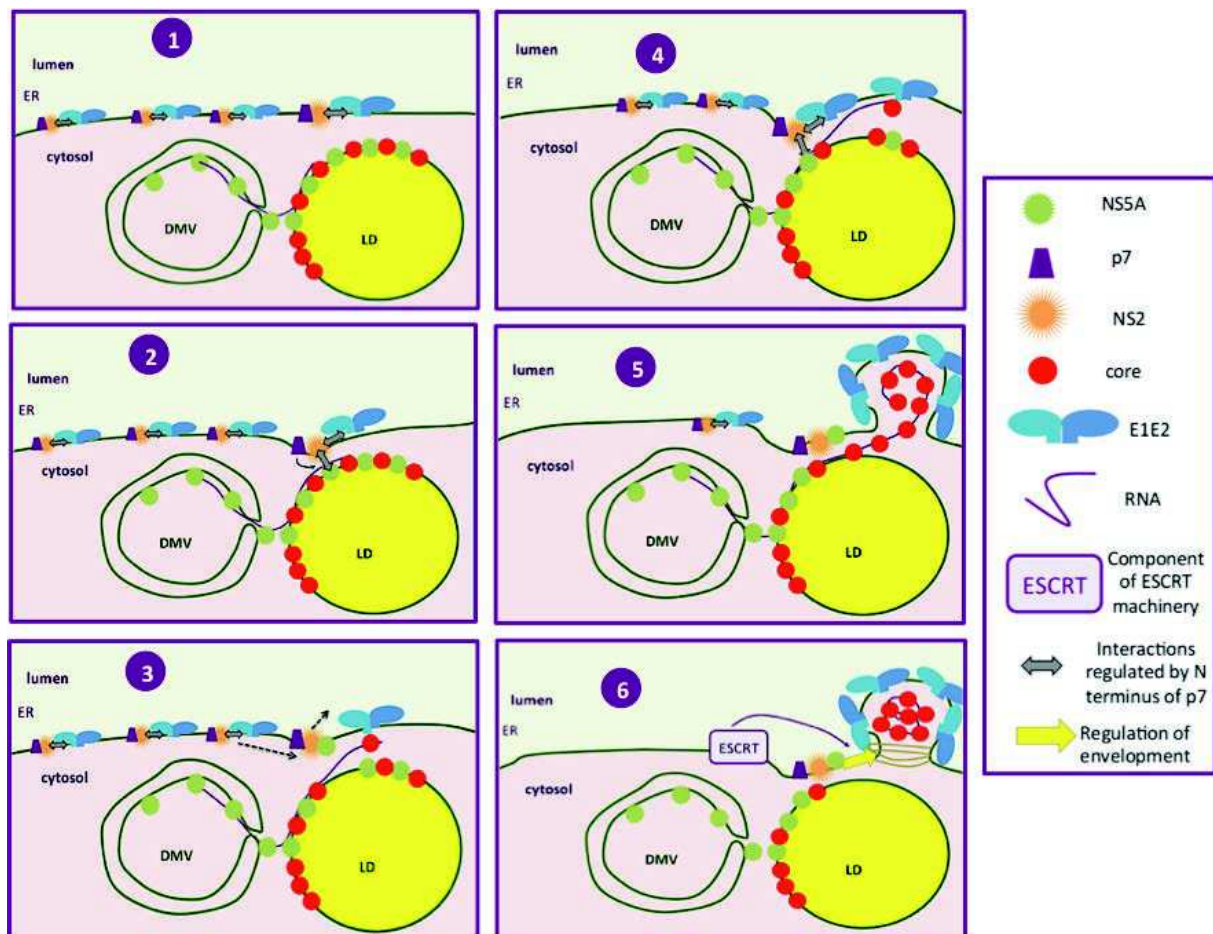 1
lumen
ER
cytosol
DMV
LD
2
lumen
ER
cytosol
DMV
LD
3
lumen
ER
cytosol
DMV
LD
4
lumen
ER
cytosol
DMV
LD
5
lumen
ER
cytosol
DMV
LD
6
lumen
ER
ESCRT
cytosol
DMV
LD
NS5A
p7
NS2
core
E1E2
RNA
ESCRT
Component
of ESCRT
machinery
Interactions
regulated by N
terminus of p7
Regulation of
envelopment